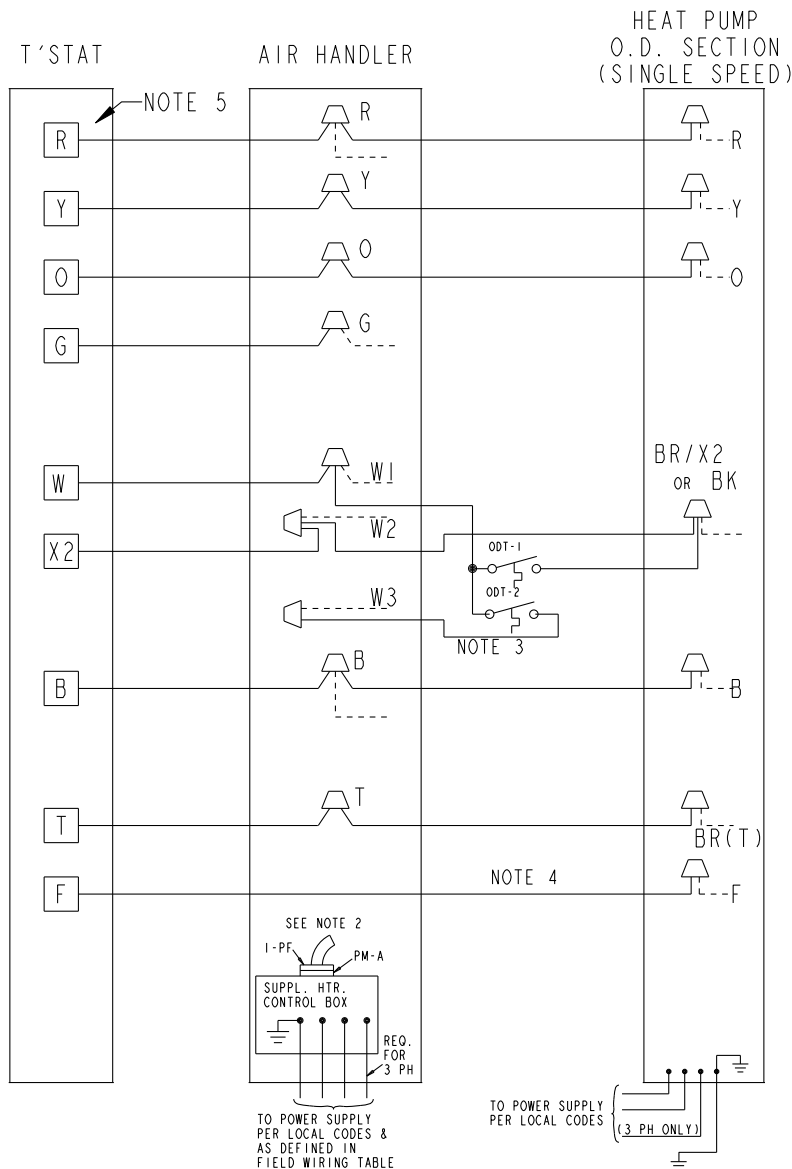 HEAT PUMP
O.D. SECTION
(SINGLE SPEED)
T'STAT
AIR HANDLER
NOTE 5
R
R
R
Y
Y
Y
O
O
O
G
G
W
W1
BR/X2
OR BK
X2
W2
ODT-1
W3
ODT-2
NOTE 3
B
B
B
T
T
BR(T)
F
NOTE 4
F
SEE NOTE 2
1-PF
PM-A
SUPPL. HTR.
CONTROL BOX
REQ.
FOR
3 PH
TO POWER SUPPLY
PER LOCAL CODES &
AS DEFINED IN
FIELD WIRING TABLE
TO POWER SUPPLY
PER LOCAL CODES
(3 PH ONLY)